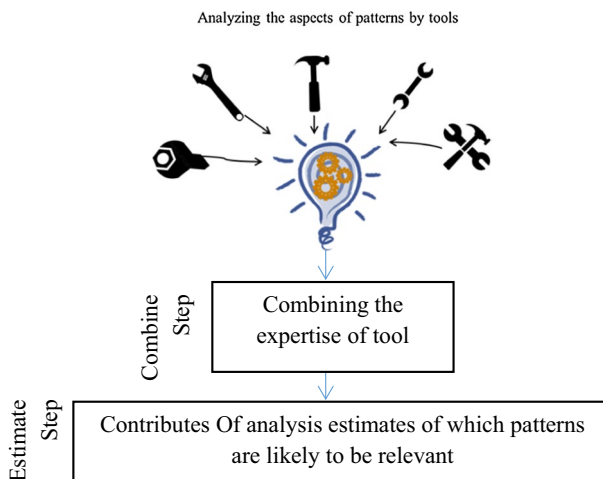 Analyzing the aspects of patterns by tools
Combine
Step
Combining the
expertise of tool
Estimate
Step
Contributes Of analysis estimates of which patterns
are likely to be relevant